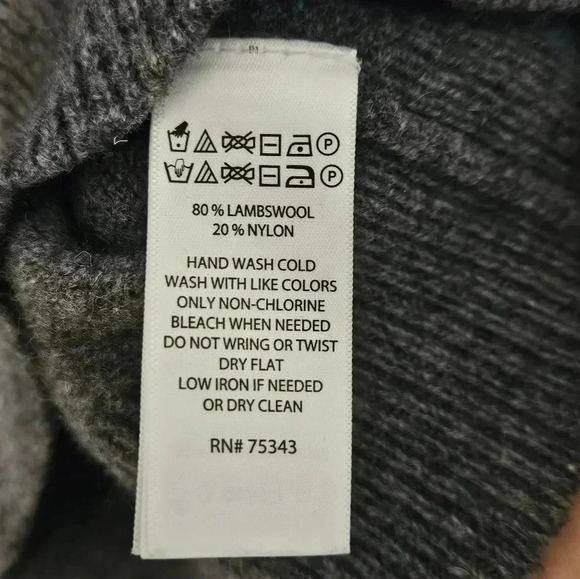 P
P
80 % LAMBSWOOL
20 % NYLON
HAND WASH COLD
WASH WITH LIKE COLORS
ONLY NON-CHLORINE
BLEACH WHEN NEEDED
DO NOT WRING OR TWIST
DRY FLAT
LOW IRON IF NEEDED
OR DRY CLEAN
RN# 75343